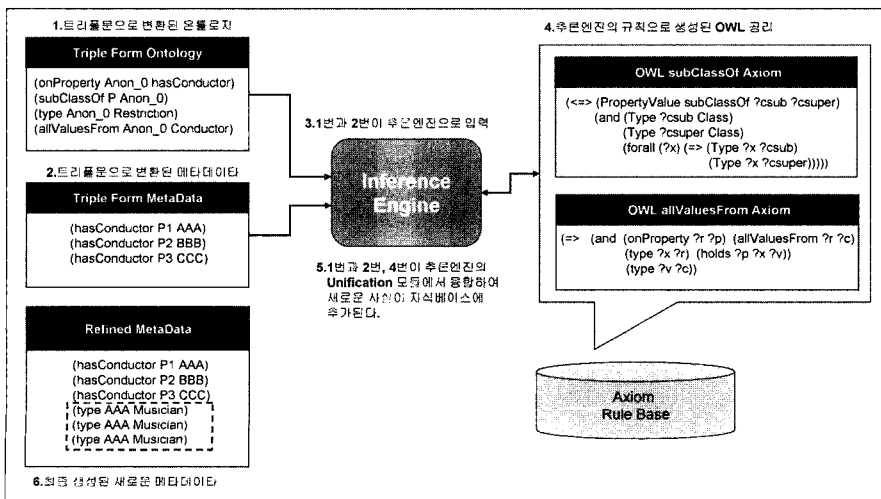 1.트리플문으로 변환된 온톨로지
Triple Form Ontology
(onProperty Anon_0 hasConductor)
(subClassOf P Anon_0)
(type Anon_0 Restriction)
(allValuesFrom Anon_0 Conductor)
2.트리플문으로 변환된 메타데이타
Triple Form MetaData
(hasConductor P1 AAA)
(hasConductor P2 BBB)
(hasConductor P3 CCC)
Refined MetaData
(hasConductor P1 AAA)
(hasConductor P2 BBB)
(hasConductor P3 CCC)
(type AAA Musician)
(type AAA Musician)
(type AAA Musician)
6.최종 생성된 새로운 메타데이타
3.1번과 2번이 추론엔진으로 입력
Inference
Engine
5.1번과 2번, 4번이 추론엔진의
Unification 모듈에서 융합하여
새로운 사실이 지식베이스에
추가된다.
4.추론엔진의 규칙으로 생성된 OWL 공리
OWL subClassOf Axiom
(<=> (PropertyValue subClassOf ?csub ?csuper)
(and (Type ?csub Class)
(Type ?csuper Class)
(forall (?x) (=> (Type ?x ?csub)
(Type ?x ?csuper)))))
OWL allValuesFrom Axiom
(=> (and (onProperty ?r ?p) (allValuesFrom ?r ?c)
(type ?x ?r) (holds ?p ?x ?v))
(type ?v ?c))
Axiom
Rule Base